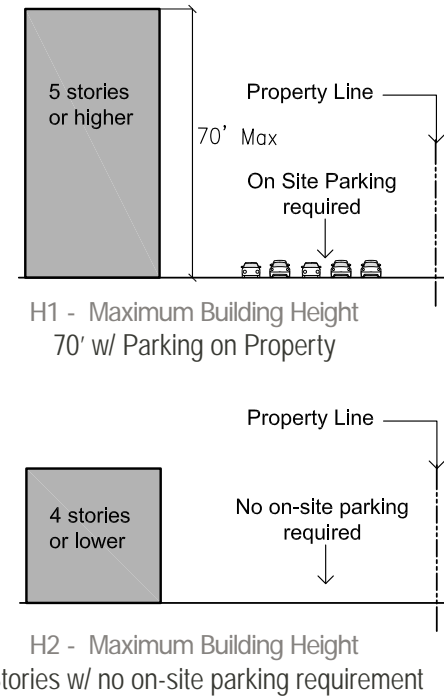 5 stories
or higher
Property Line
70' Max
On Site Parking
required
H1 - Maximum Building Height
70' w/ Parking on Property
Property Line
4 stories
or lower
No on-site parking
required
H2 - Maximum Building Height
stories w/ no on-site parking requirement